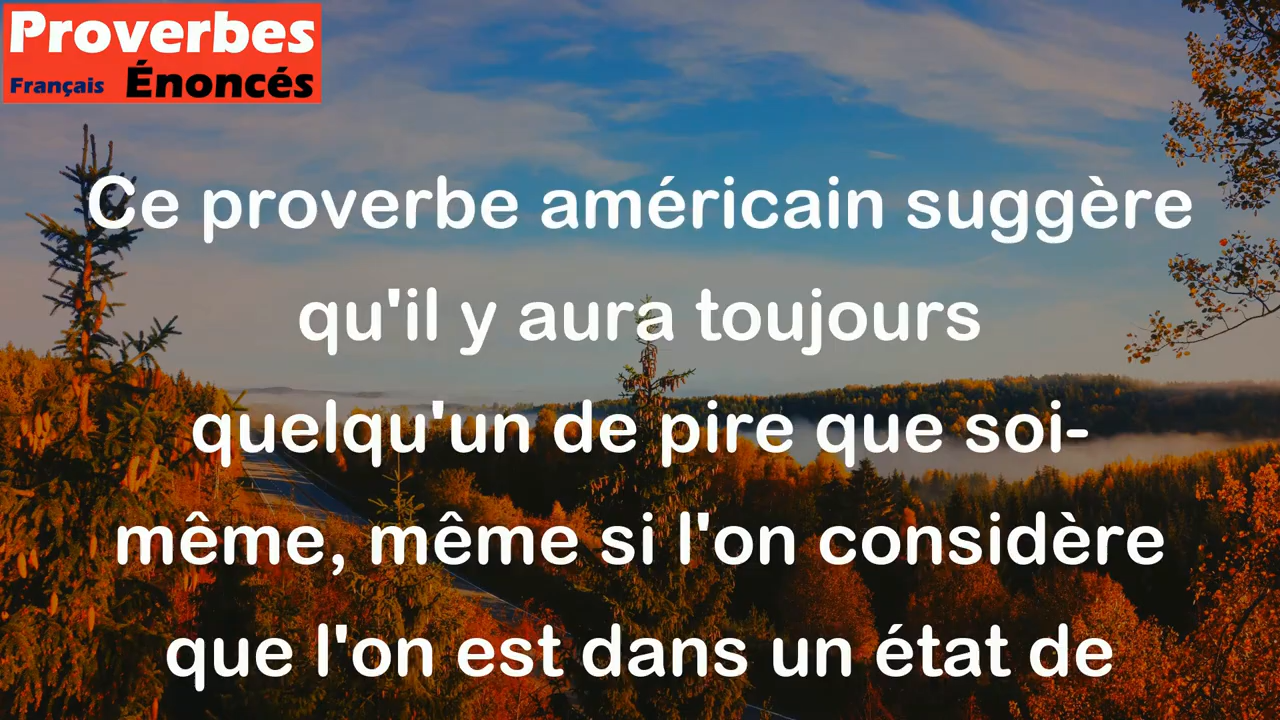 Proverbes
Français Énoncés
Ce proverbe américain suggère
qu'il y aura toujours
quelqu'un de pire que soi-
même, même si l'on considère
que l'on est dans un état de